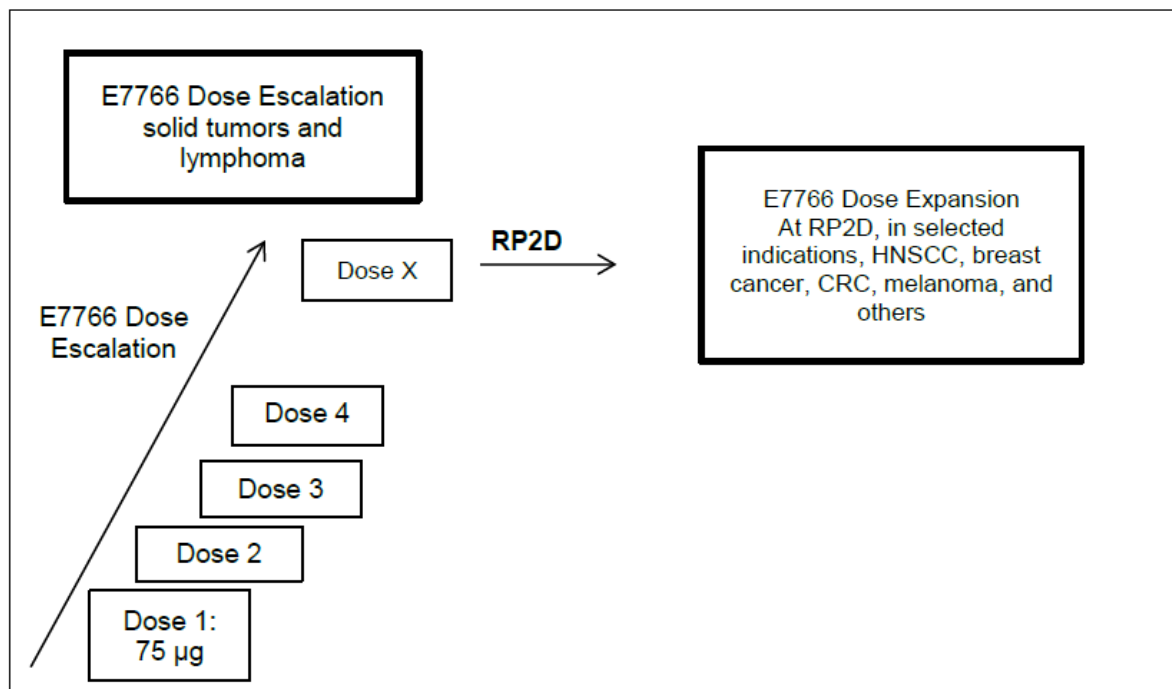 E7766 Dose Escalation
solid tumors and
lymphoma
E7766 Dose
Escalation
Dose X
Dose 4
Dose 3
Dose 2
Dose 1:
75 µg
RP2D
E7766 Dose Expansion
At RP2D, in selected
indications, HNSCC, breast
cancer, CRC, melanoma, and
others